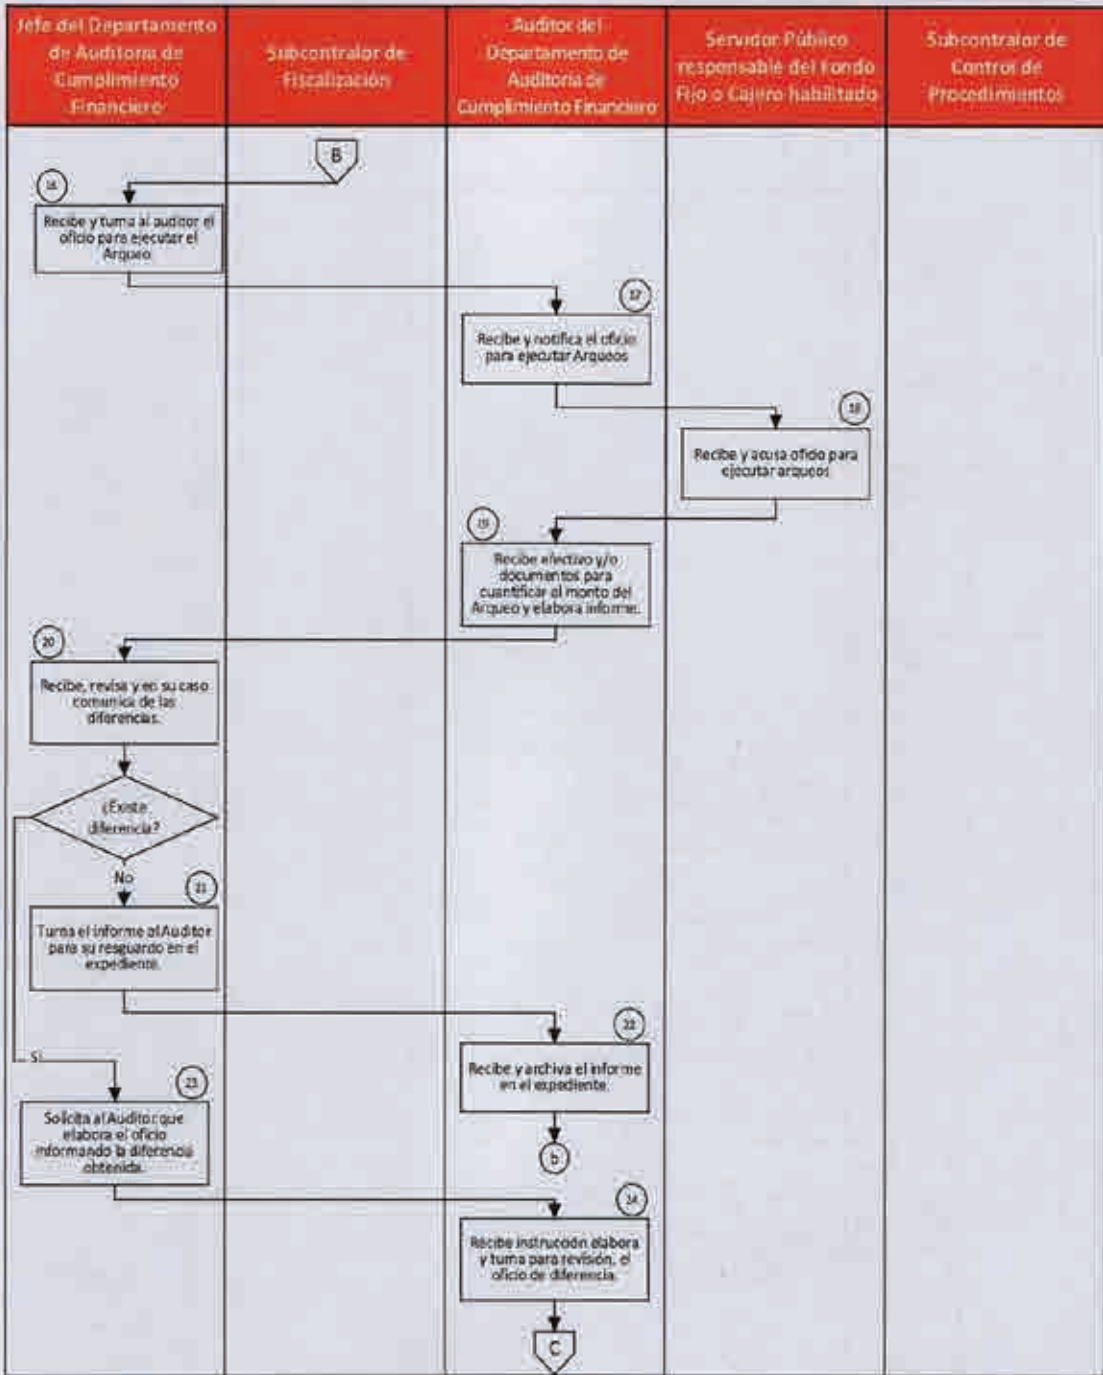 Jefe del Departamento
de Auditoría de
Cumplimiento
Financiero
Subcontralor de
Fiscalización
Auditor del
Departamento de
Auditoría de
Cumplimiento Financiero
Servidor Público
responsable del Fondo
Fijo o Cajero habilitado
Subcontralor de
Control de
Procedimientos
B
Recibe y turna al auditor el
oficio para ejecutar el
Arqueo
17
Recibe y notifica el oficio
para ejecutar Arqueos
18
Recibe y acusa oficio para
ejecutar arqueos
19
Recibe efectivo y/o
documentos para
cuantificar el monto del
Arqueo y elabora informe.
20
Recibe, revisa y en su caso
comunica de las
diferencias.
¿Existe
diferencia?
No
21
Turna el informe al Auditor
para su resguardo en el
expediente.
22
Recibe y archiva el informe
en el expediente.
b
Si
23
Solicita al Auditor que
elabora el oficio
informando la diferencia
obtenida.
24
Recibe instrucción elabora
y turna para revisión, el
oficio de diferencia.
C